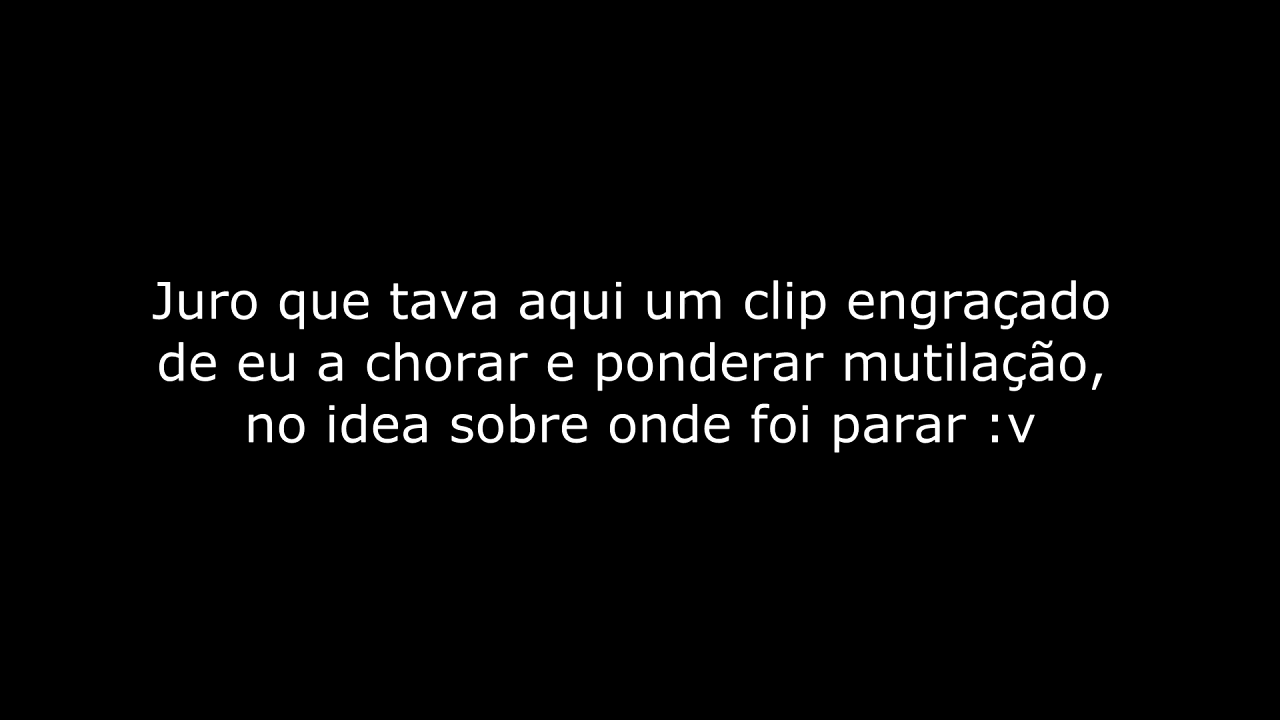 Juro que tava aqui um clip engraçado
de eu a chorar e ponderar mutilação,
no idea sobre onde foi parar :v